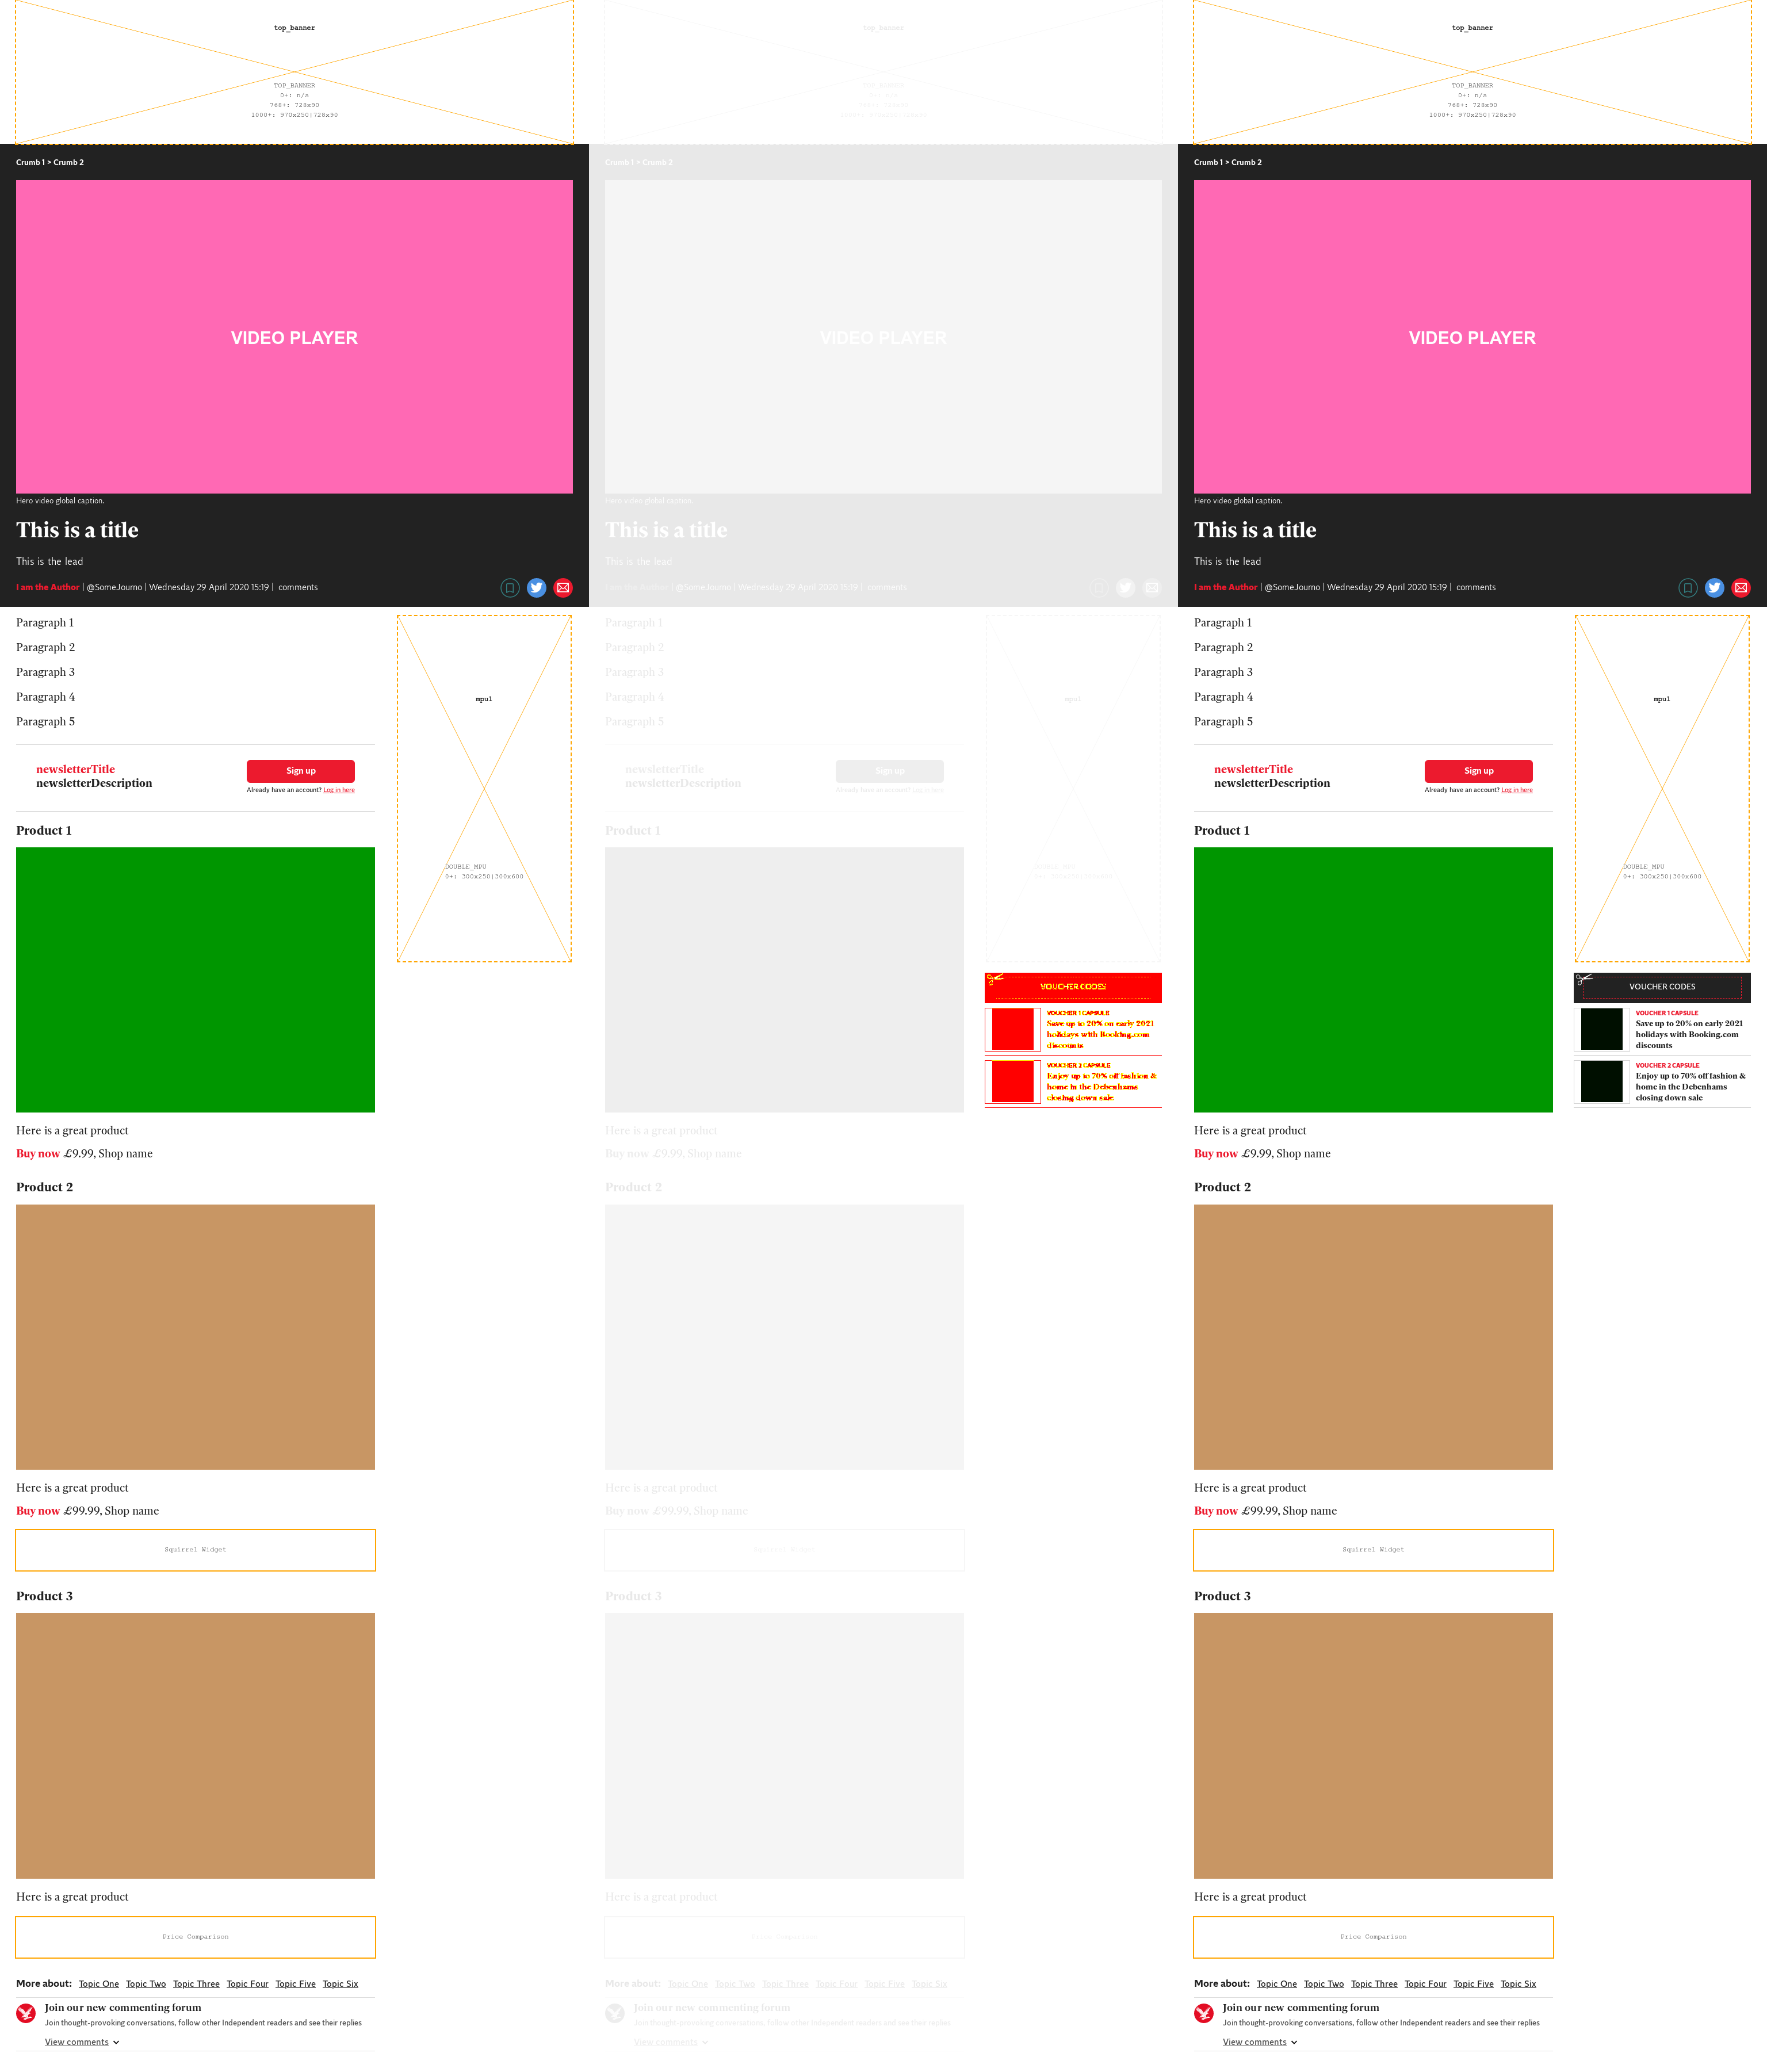 top_banner
TOP_BANNER
0+: n/a
768+: 728x90
1000+: 970x250|728x90
Crumb 1 > Crumb 2
VIDEO PLAYER
Hero video global caption.
This is a title
This is the lead
I am the Author | @SomeJourno | Wednesday 29 April 2020 15:19 | comments
Paragraph 1
Paragraph 2
Paragraph 3
Paragraph 4
Paragraph 5
mpu1
newsletterTitle
newsletterDescription
Sign up
Already have an account? Log in here
DOUBLE_MPU
0+: 300x250|300x600
Product 1
Here is a great product
Buy now £9.99, Shop name
Product 2
Here is a great product
Buy now £99.99, Shop name
Squirrel Widget
Product 3
Here is a great product
Price Comparison
More about: Topic One Topic Two Topic Three Topic Four Topic Five Topic Six
Join our new commenting forum
Join thought-provoking conversations, follow other Independent readers and see their replies
View comments
top_banner
Crumb 1 > Crumb 2
VIDEO PLAYER
Hero video global caption.
This is a title
This is the lead
I am the Author | @SomeJourno | Wednesday 29 April 2020 15:19 | comments
Paragraph 1
Paragraph 2
Paragraph 3
Paragraph 4
Paragraph 5
mpu1
newsletterTitle
newsletterDescription
Sign up
Already have an account? Log in here
Product 1
VOUCHER CODES
VOUCHER 1 CAPSULE
Save up to 20% on early 2021
holidays with Booking.com
discounts
VOUCHER 2 CAPSULE
Enjoy up to 70% off fashion &
home in the Debenhams
closing down sale
Here is a great product
Buy now £9.99, Shop name
Product 2
Here is a great product
Buy now £99.99, Shop name
Product 3
Here is a great product
More about: Topic One Topic Two Topic Three Topic Four Topic Five Topic Six
Join our new commenting forum
Join thought-provoking conversations, follow other Independent readers and see their replies
View comments
top_banner
TOP_BANNER
0+: n/a
768+: 728x90
1000+: 970x250|728x90
Crumb 1 > Crumb 2
VIDEO PLAYER
Hero video global caption.
This is a title
This is the lead
I am the Author | @SomeJourno | Wednesday 29 April 2020 15:19 | comments
Paragraph 1
Paragraph 2
Paragraph 3
Paragraph 4
Paragraph 5
mpu1
newsletterTitle
newsletterDescription
Sign up
Already have an account? Log in here
DOUBLE_MPU
0+: 300x250|300x600
Product 1
VOUCHER CODES
VOUCHER 1 CAPSULE
Save up to 20% on early 2021
holidays with Booking.com
discounts
VOUCHER 2 CAPSULE
Enjoy up to 70% off fashion &
home in the Debenhams
closing down sale
Here is a great product
Buy now £9.99, Shop name
Product 2
Here is a great product
Buy now £99.99, Shop name
Squirrel Widget
Product 3
Here is a great product
Price Comparison
More about: Topic One Topic Two Topic Three Topic Four Topic Five Topic Six
Join our new commenting forum
Join thought-provoking conversations, follow other Independent readers and see their replies
View comments